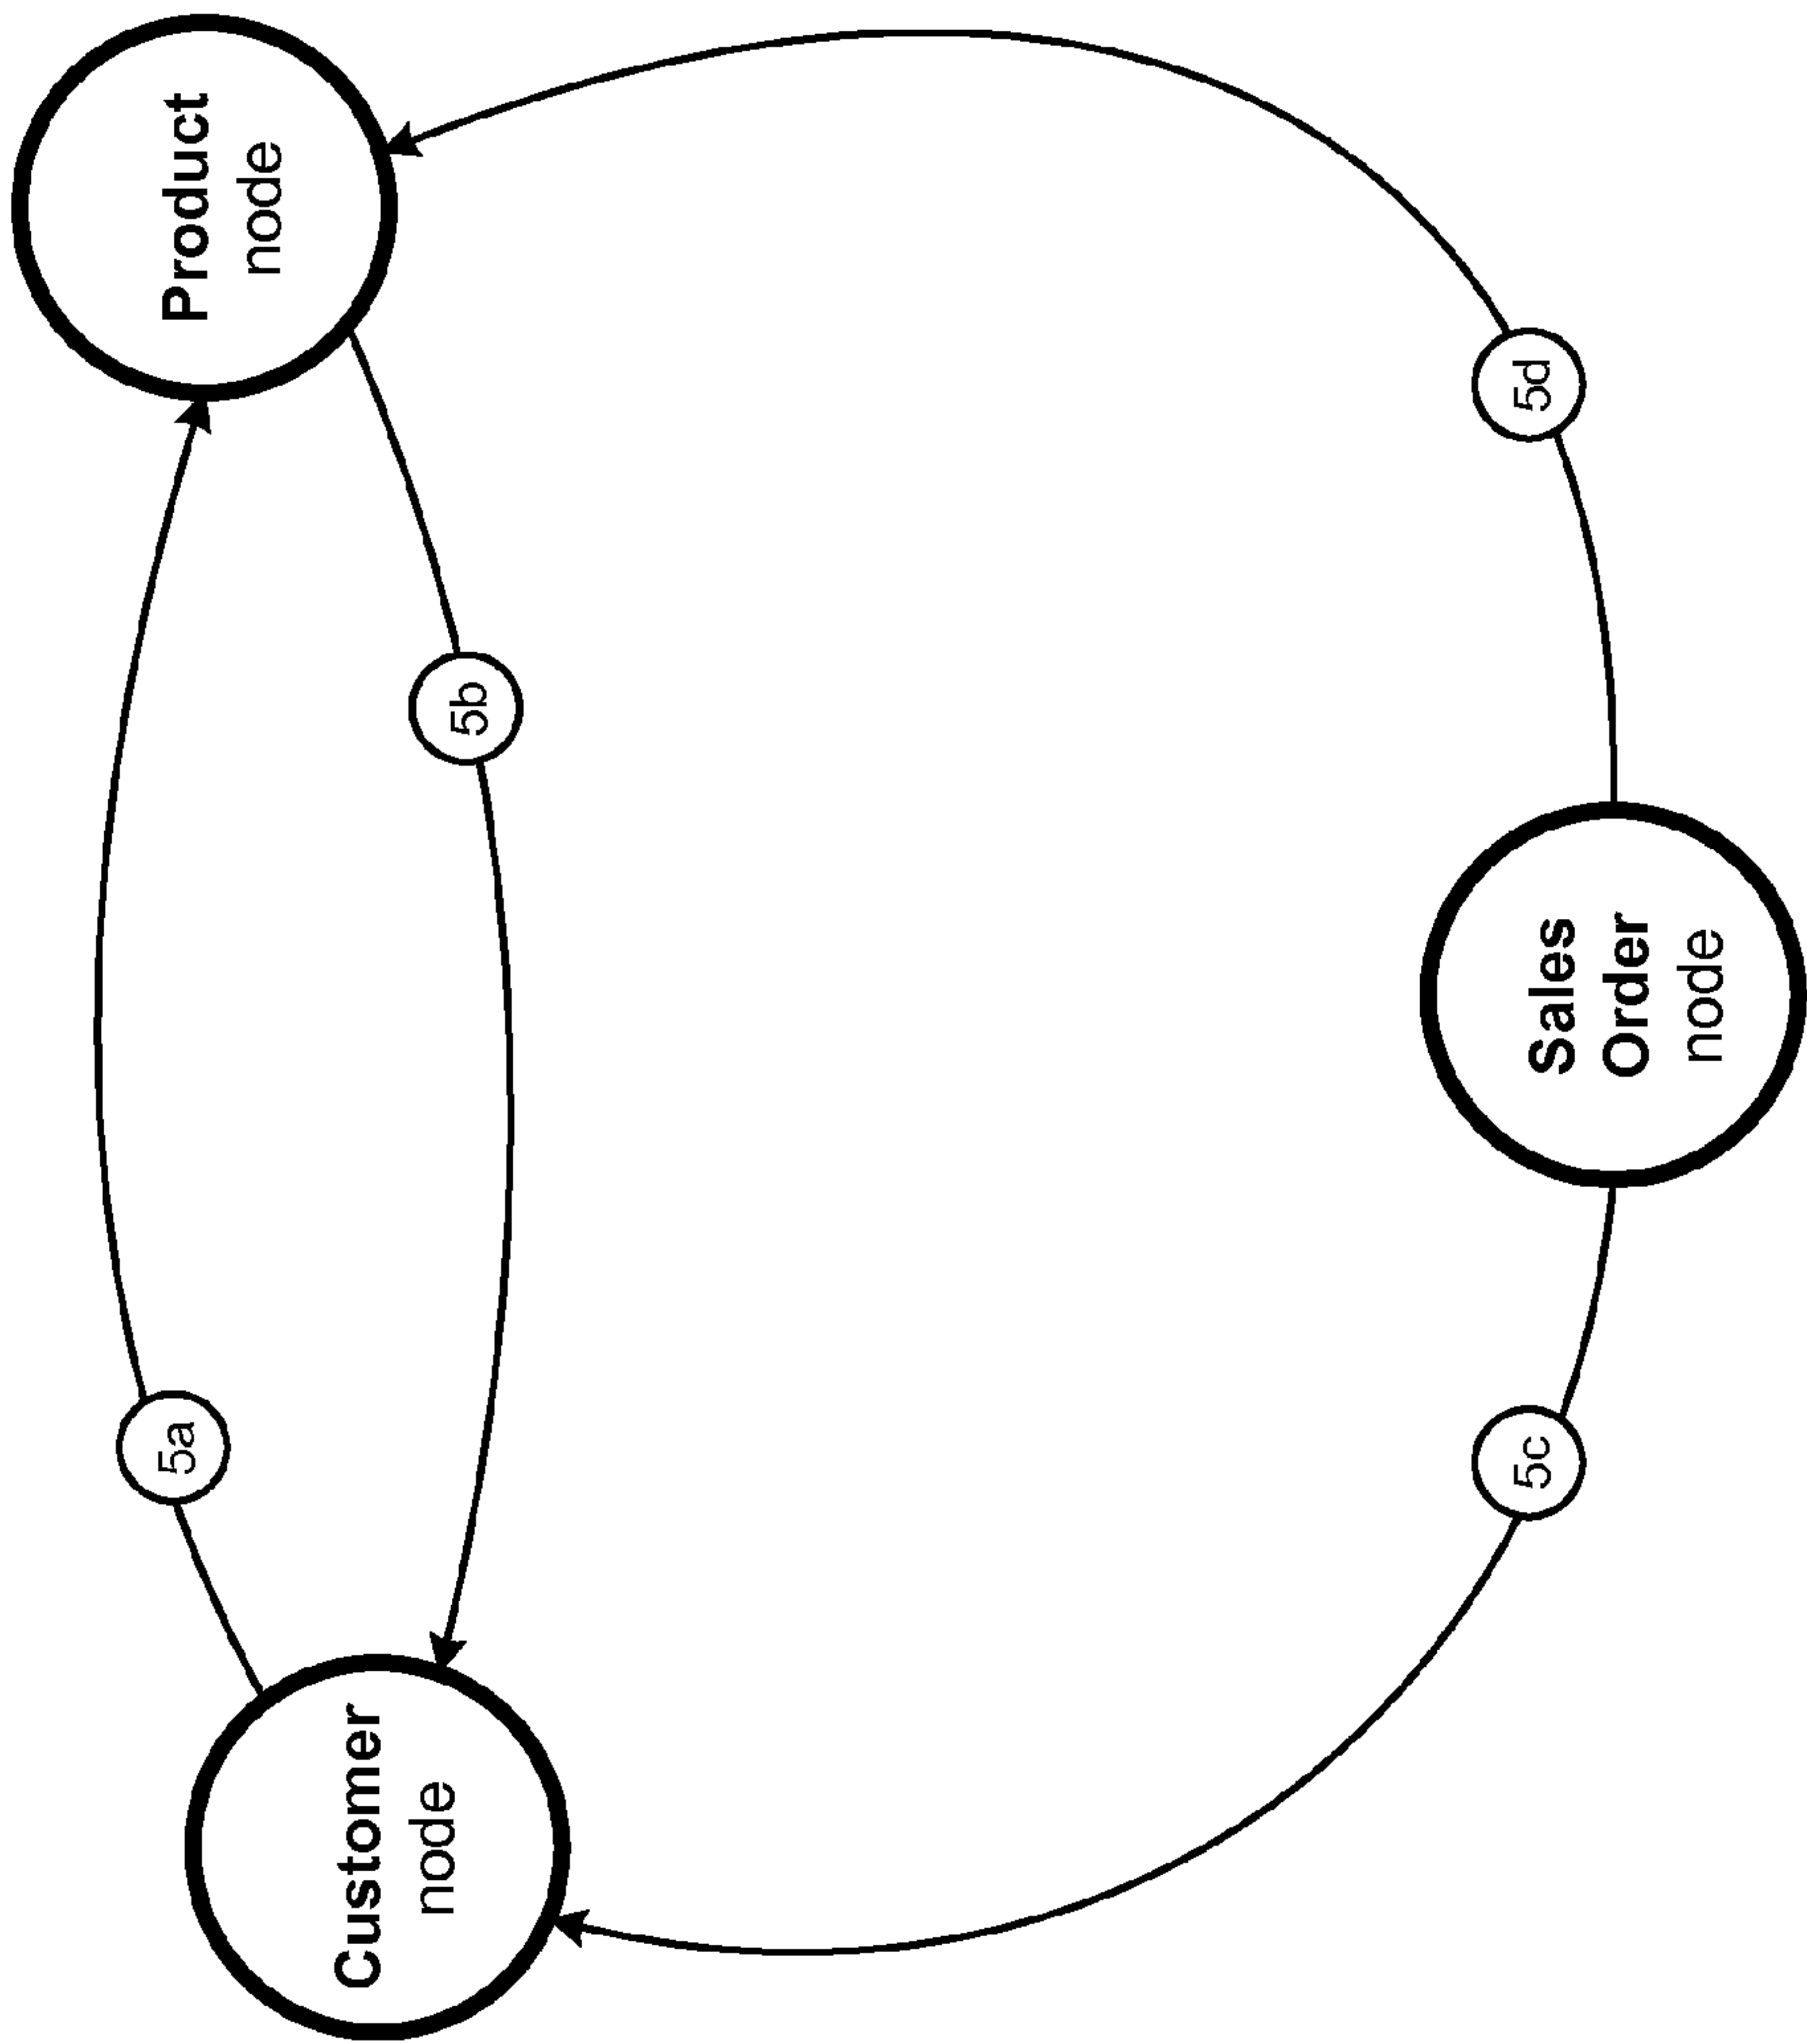 Customer
node
5a
Product
node
5b
5c
5d
Sales
Order
node